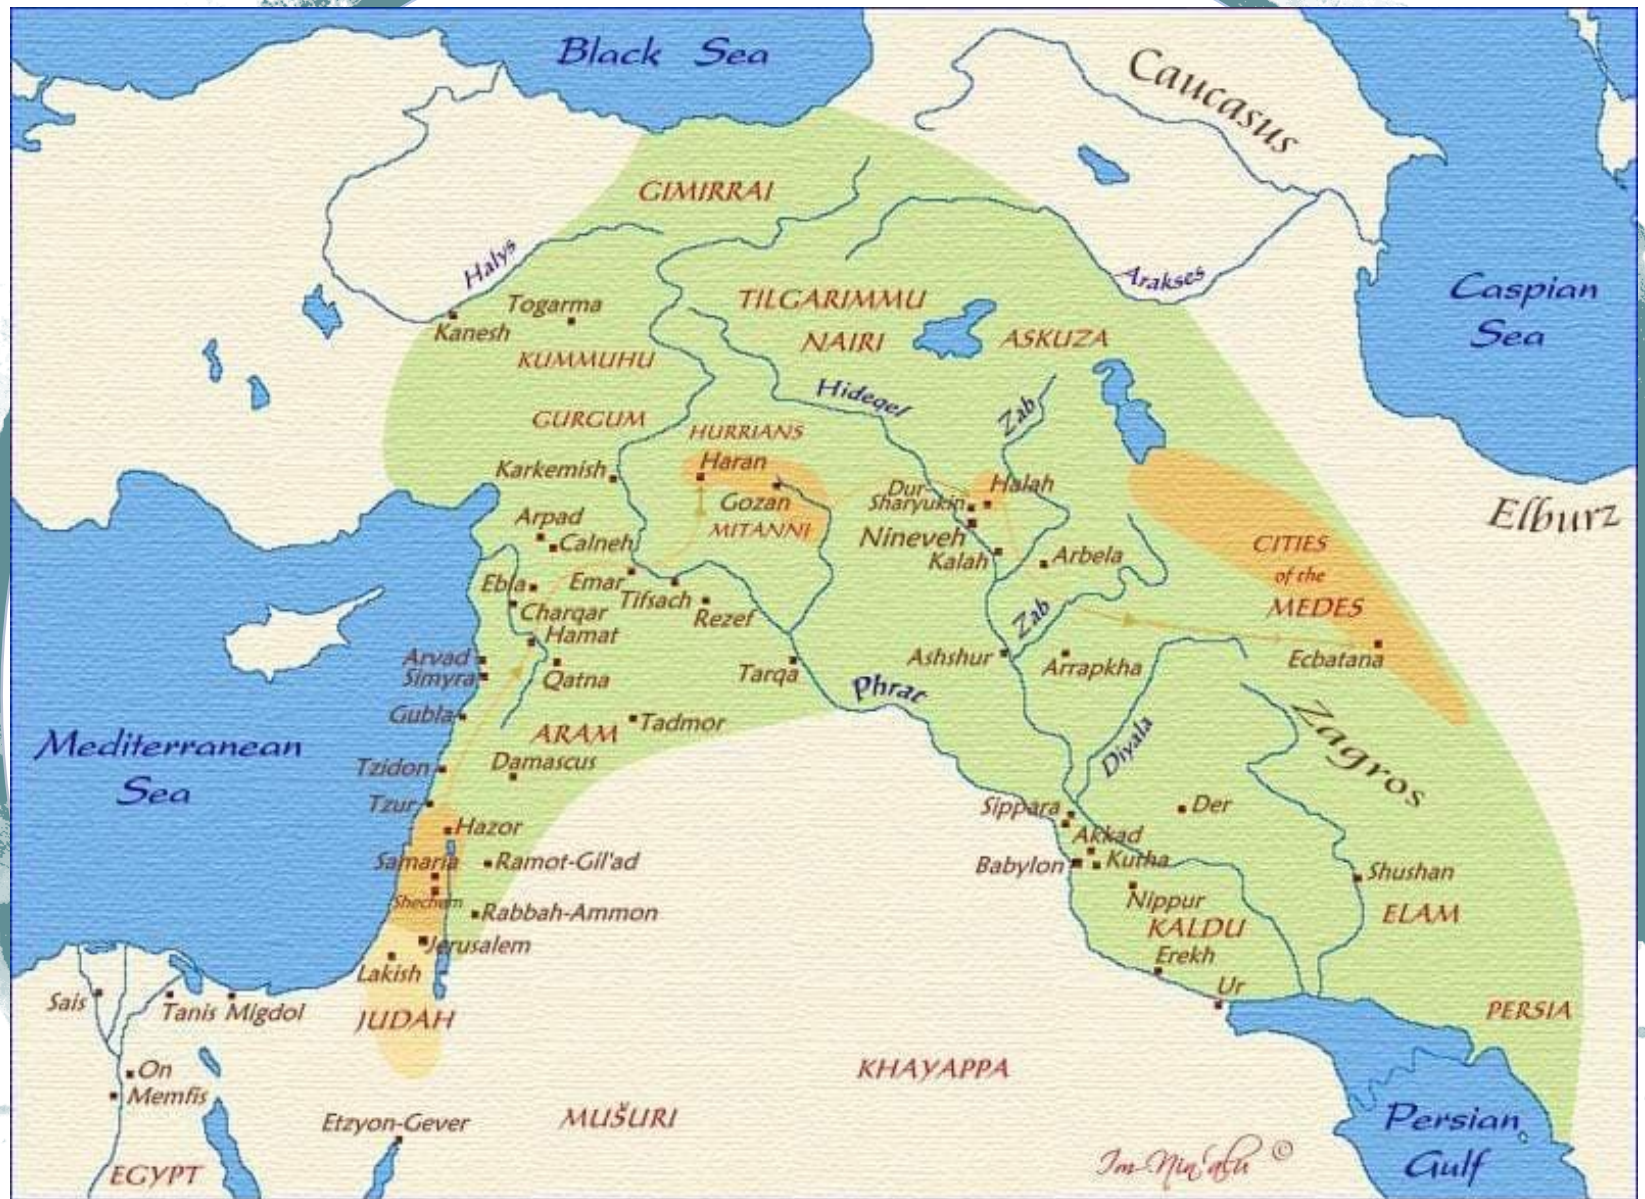 Black Sea
Caucasus
GIMIRRAI
Halys
Arakses
Caspian
Sea
Togarma
Kanesh
TILGARIMMU
NAIRI
ASKUZA
KUMMUHU
Hideqel
Zab
GURGUM
HURRIANS
Karkemish
Haran
Gozan
MITANNI
Dur-
Sharyukin
Halah
Nineveh
Kalah
Arbela
Elburz
CITIES
of the
MEDES
Ecbatana
Arpad
Calneh
Ebla
Emar
Tifsach
Rezef
Charqar
Hamat
Zab
Arvad
Simyra
Qatna
Tarqa
Ashshur
Arrapkha
Gubla
Phrat
Tadmor
ARAM
Mediterranean
Sea
Tzidon
Damascus
Diyala
Zagros
Tzur
Hazor
Sippara
Der
Akkad
Samaria
Ramot-Gil'ad
Babylon
Kutha
Shushan
Shechem
Nippur
Rabbah-Ammon
KALDU
ELAM
Jerusalem
Erekh
Lakish
Ur
Sais
Tanis
Migdol
JUDAH
PERSIA
On
Memfis
KHAYAPPA
Etzyon-Gever
MUŠURI
Persian
Gulf
EGYPT
Im Nin'alu ©